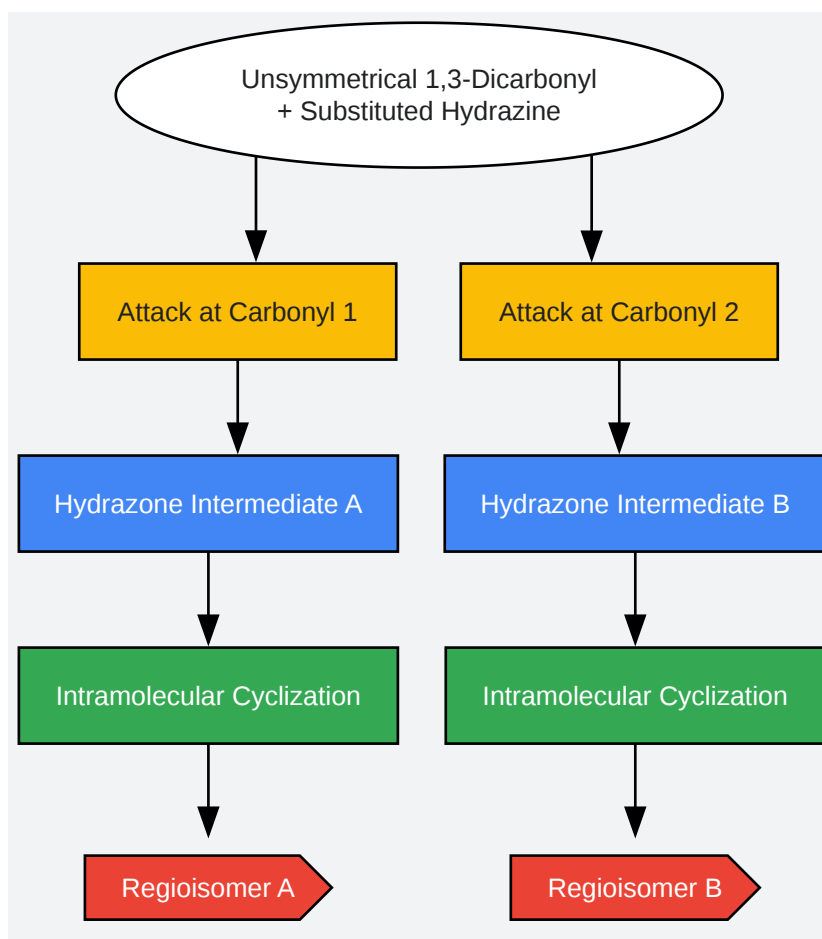 Unsymmetrical 1,3-Dicarbonyl
+ Substituted Hydrazine
Attack at Carbonyl 1
Attack at Carbonyl 2
Hydrazone Intermediate A
Hydrazone Intermediate B
Intramolecular Cyclization
Intramolecular Cyclization
Regioisomer A
Regioisomer B